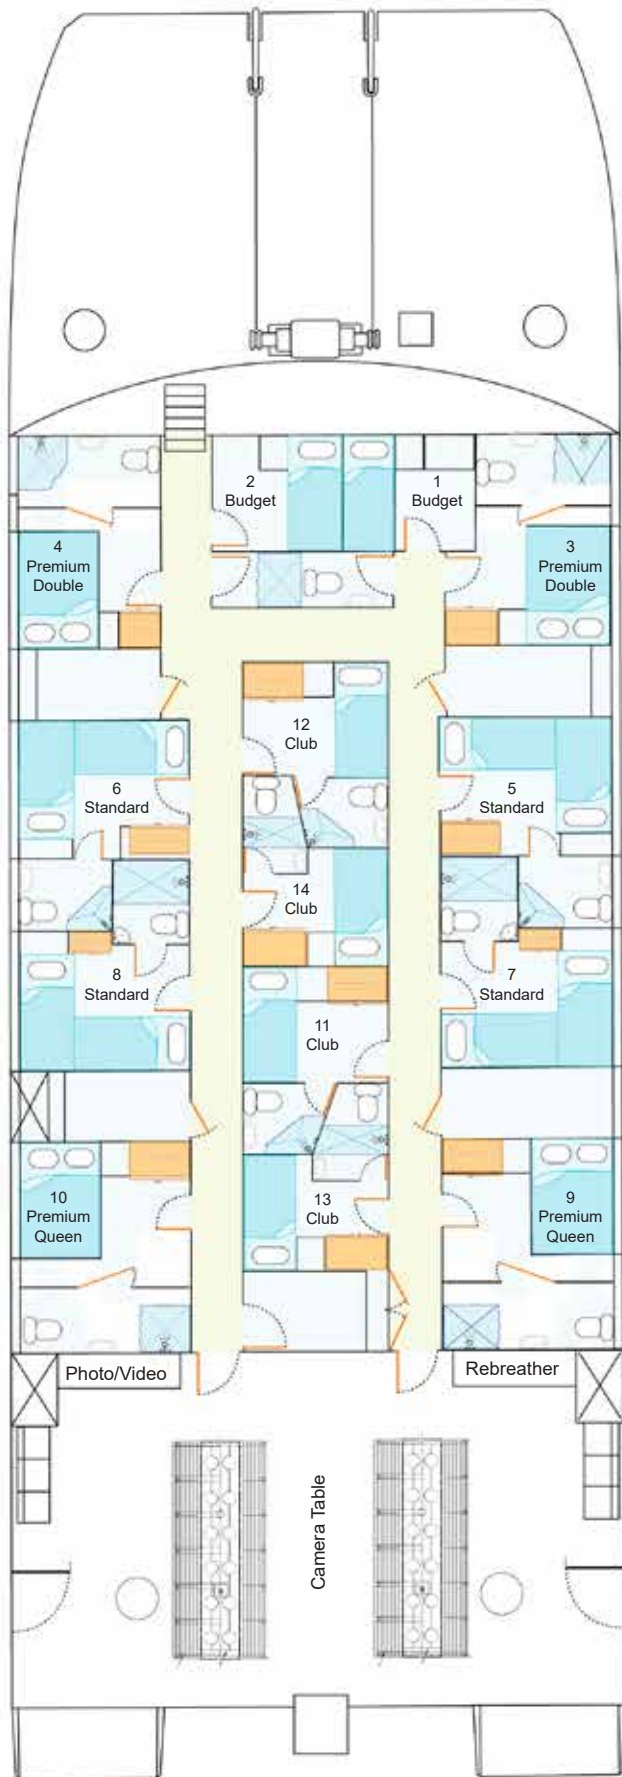 2
Budget
1
Budget
4
Premium
Double
3
Premium
Double
12
Club
6
Standard
5
Standard
14
Club
8
Standard
7
Standard
11
Club
10
Premium
Queen
13
Club
9
Premium
Queen
Photo/Video
Rebreather
Camera Table